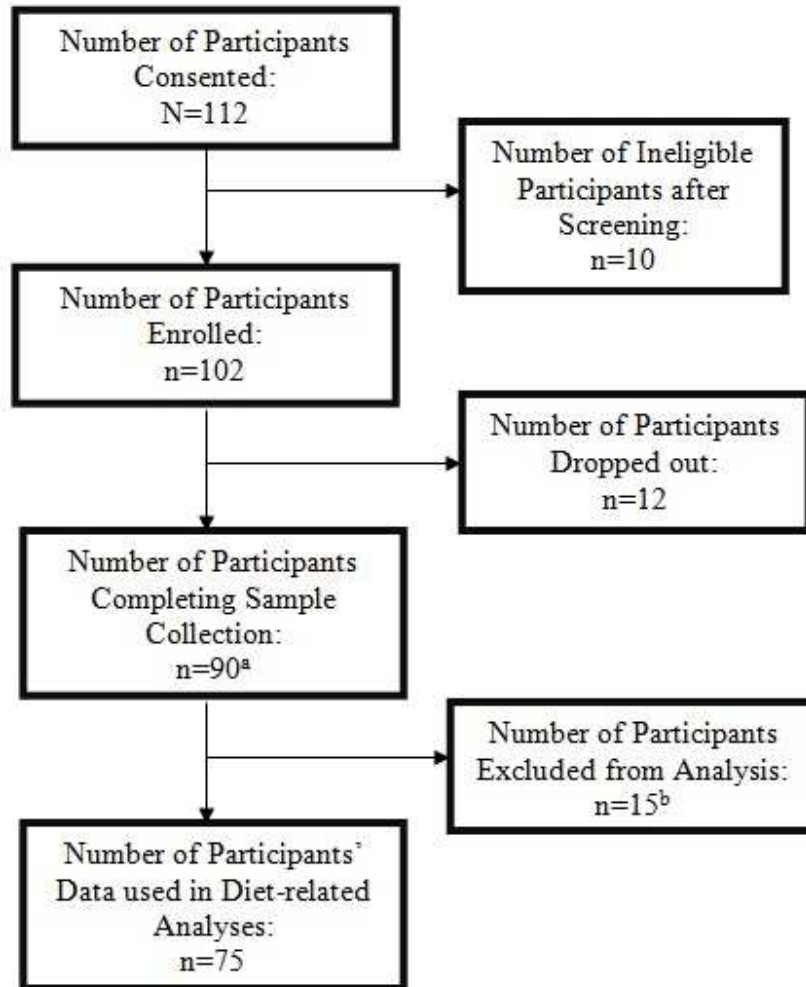 Number of Participants
Consented:
N=112
Number of Ineligible
Participants after
Screening:
n=10
Number of Participants
Enrolled:
n=102
Number of Participants
Dropped out:
n=12
Number of Participants
Completing Sample
Collection:
n=90ᵃ
Number of Participants
Excluded from Analysis:
n=15ᵇ
Number of Participants’
Data used in Diet-related
Analyses:
n=75